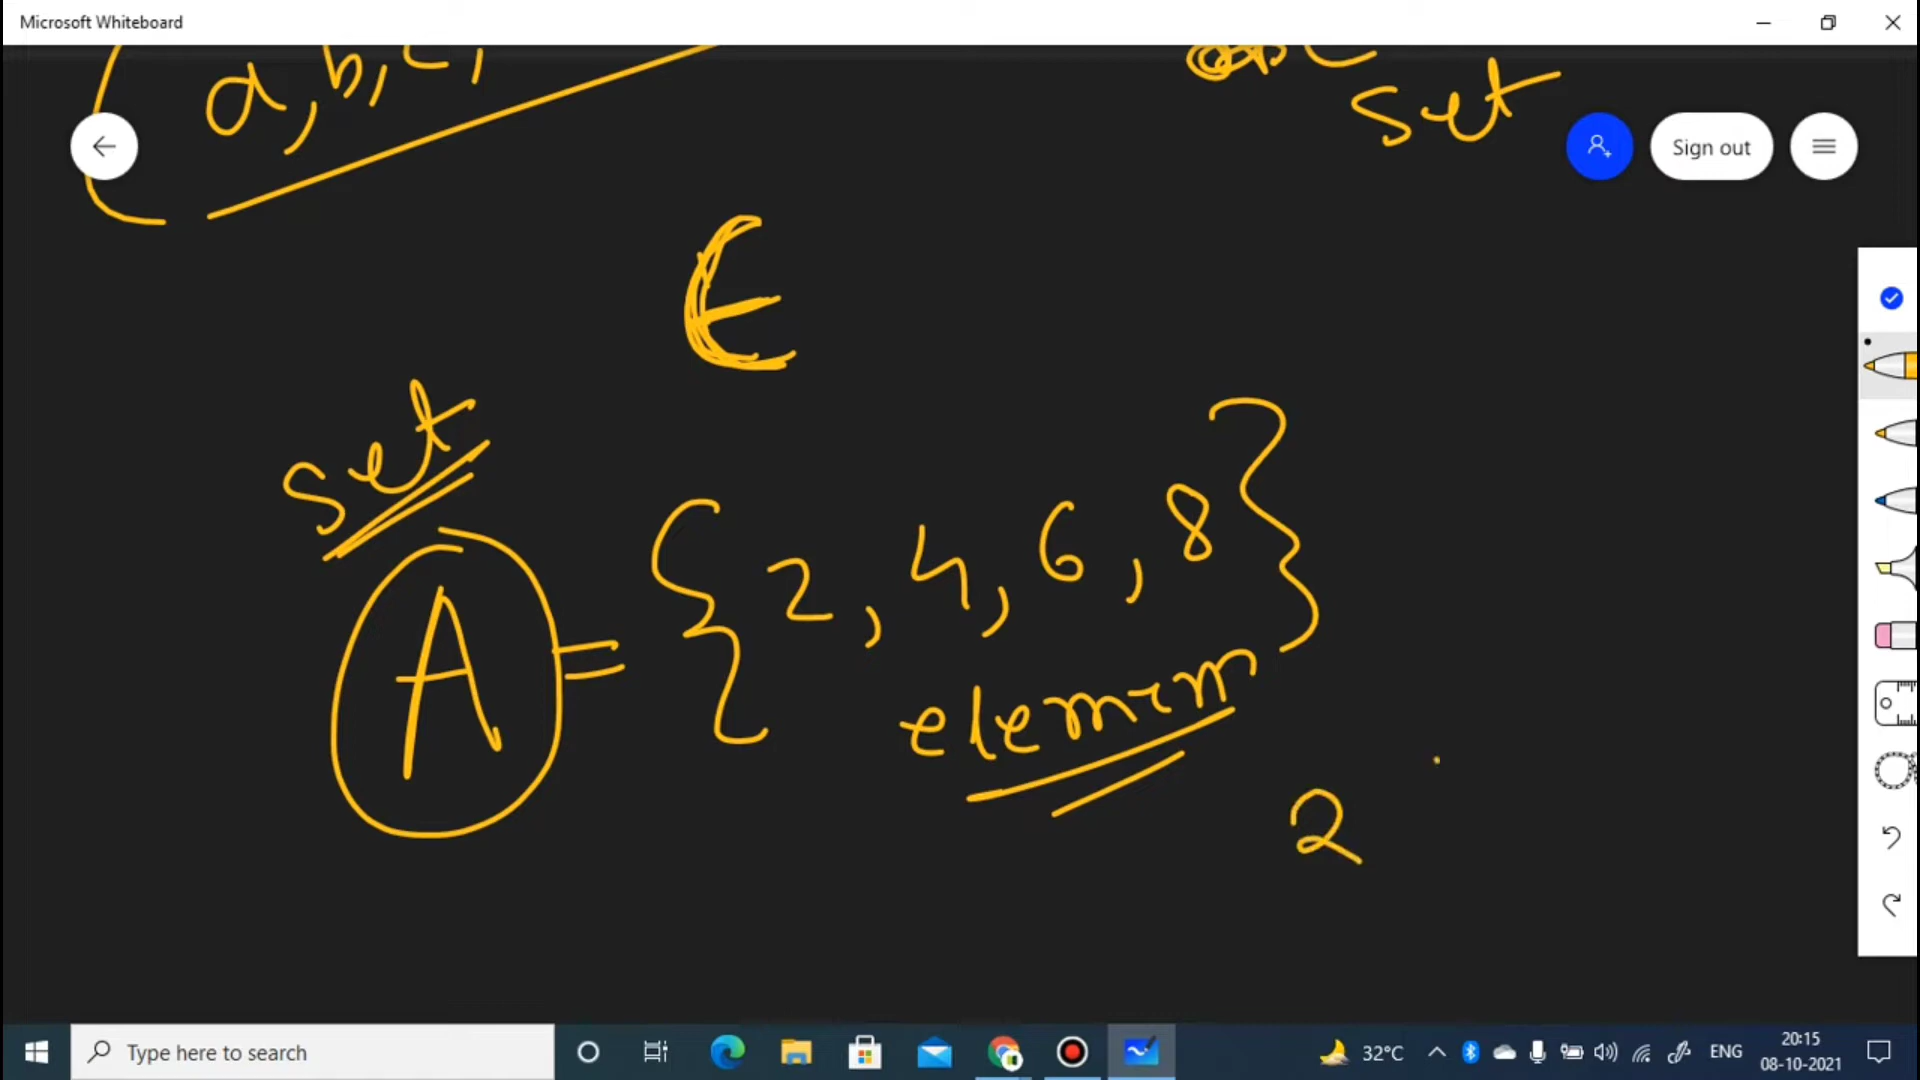 Microsoft Whiteboard
a, b, c,
set
Sign out
∈
set
A = {2, 4, 6, 8}
2
Type here to search
32°C
ENG
20:15
08-10-2021